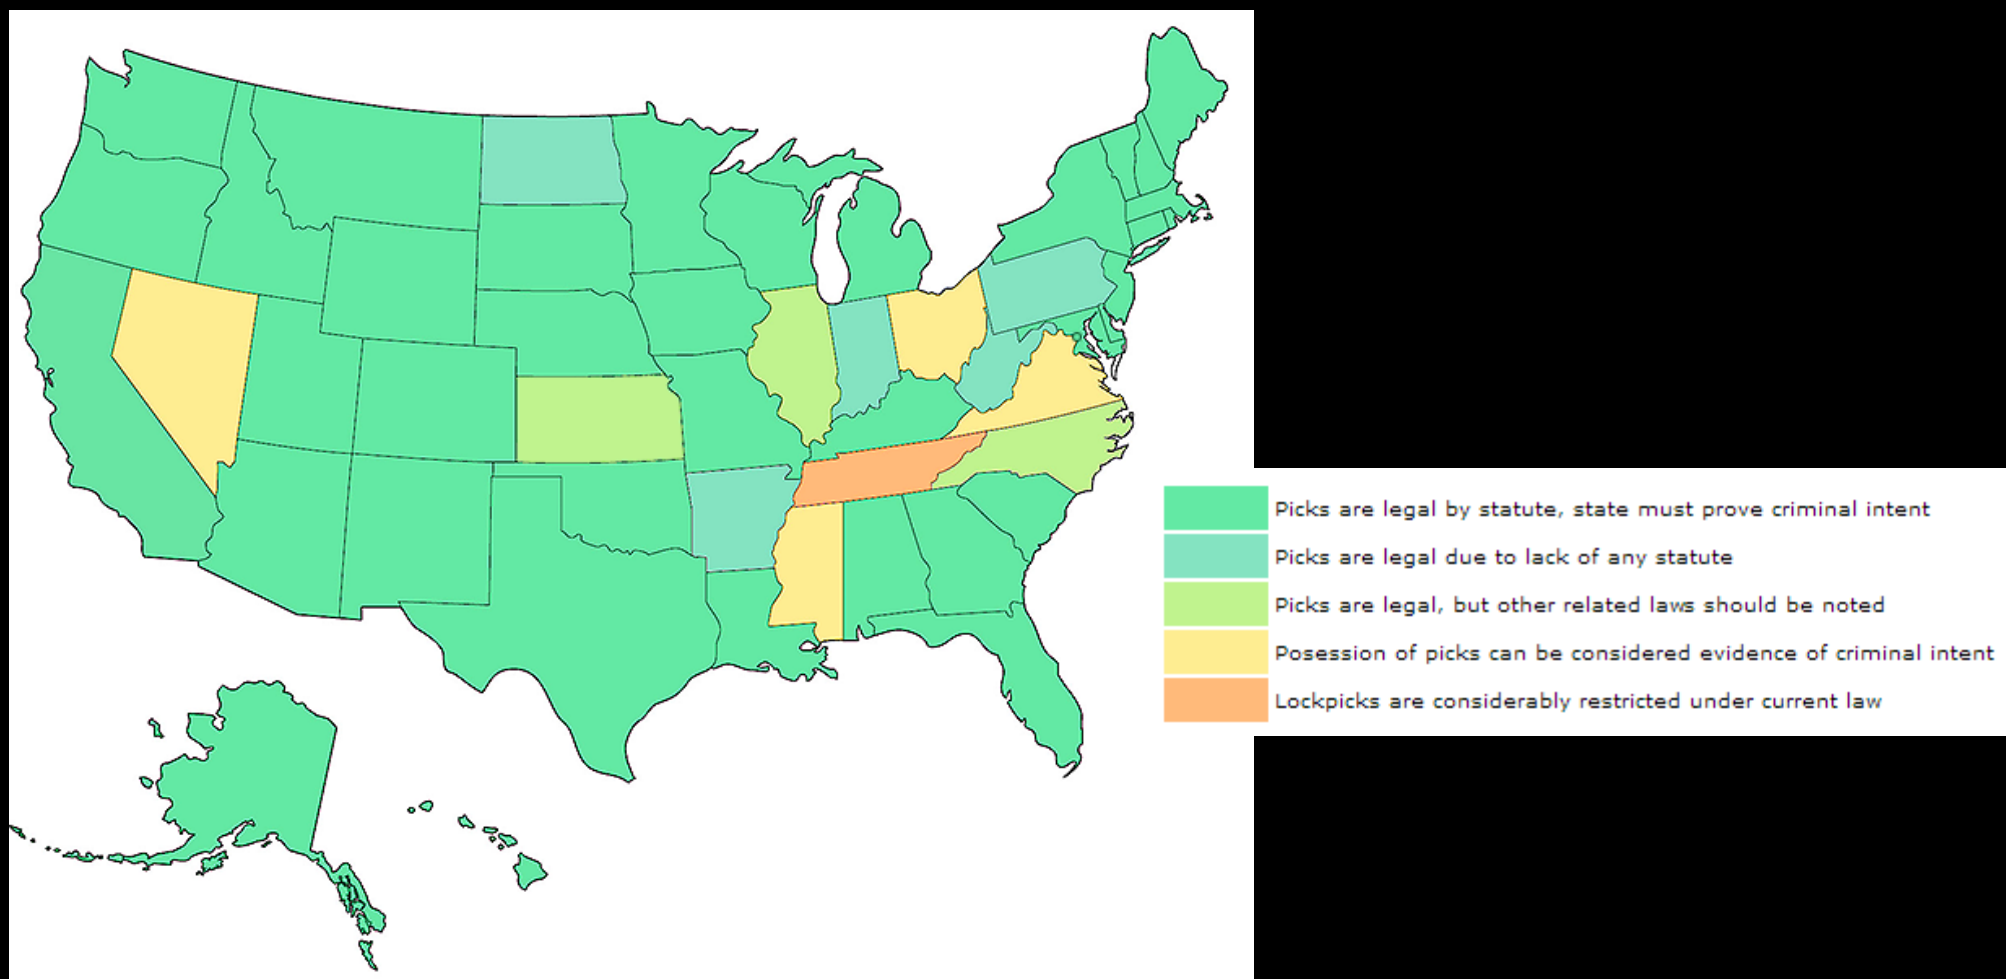 Picks are legal by statute, state must prove criminal intent
Picks are legal due to lack of any statute
Picks are legal, but other related laws should be noted
Posession of picks can be considered evidence of criminal intent
Lockpicks are considerably restricted under current law